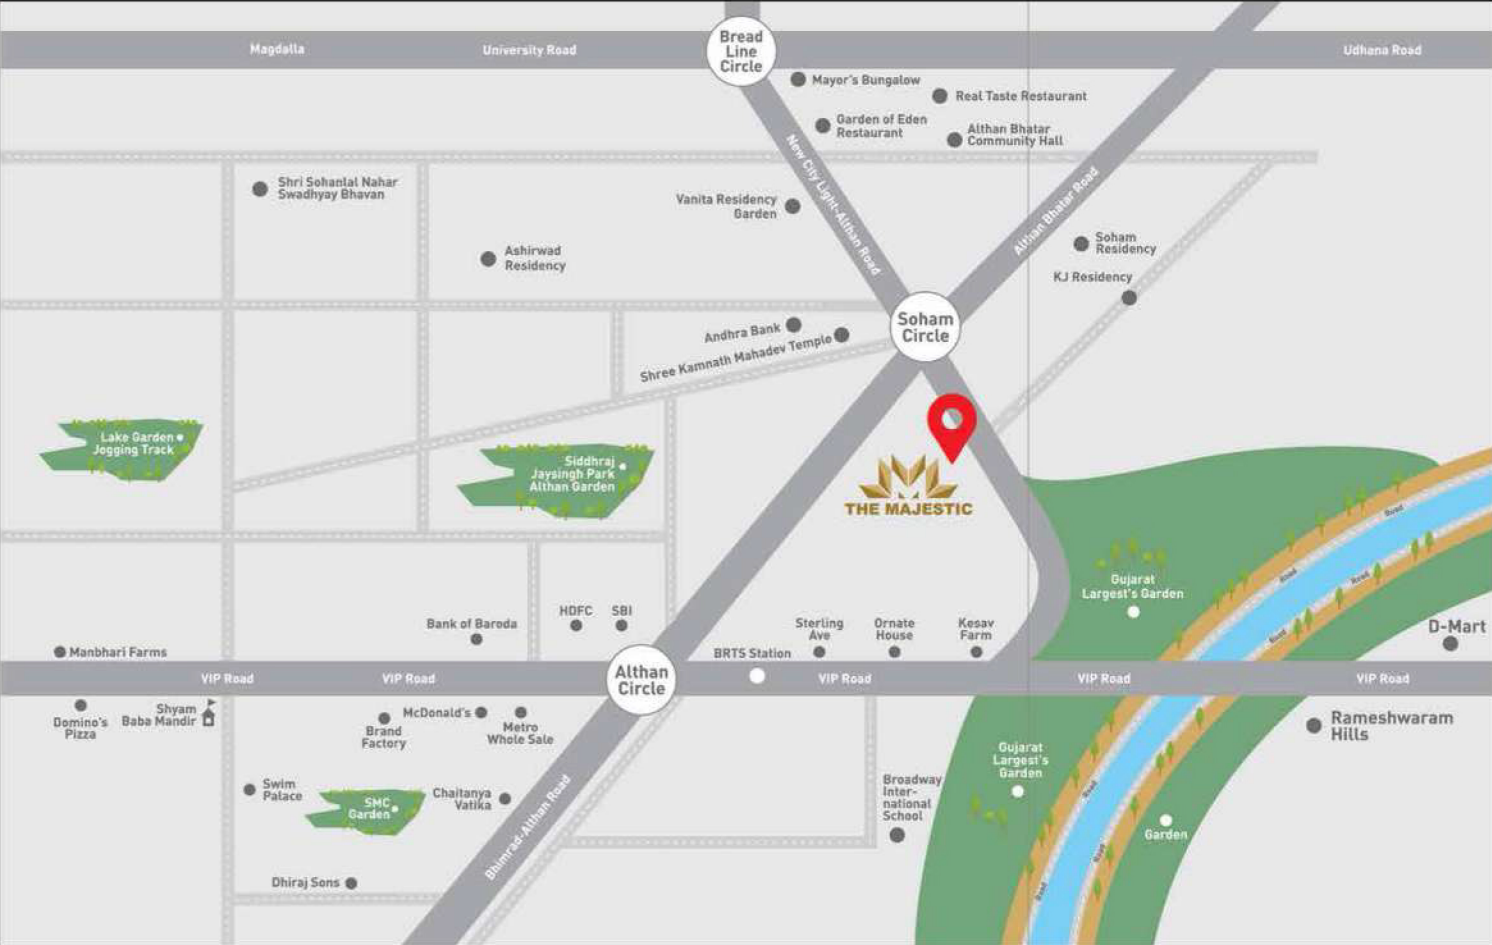 Bread
Line
Circle
Magdalla
University Road
Udhana Road
Mayor's Bungalow
Real Taste Restaurant
Garden of Eden
Restaurant
Althan Bhatar
Community Hall
New City Light-Althan Road
Althan Bhatar Road
Shri Sohanlal Nahar
Swadhyay Bhavan
Vanita Residency
Garden
Ashirwad
Residency
Soham
Residency
KJ Residency
Soham
Circle
Andhra Bank
Shree Kamnath Mahadev Temple
Lake Garden
Jogging Track
Siddhraj
Jaysingh Park
Althan Garden
THE MAJESTIC
Road
Road
Road
Road
Gujarat
Largest's Garden
HDFC
SBI
Bank of Baroda
Sterling
Ave
Ornate
House
Kesav
Farm
D-Mart
Manbhari Farms
BRTS Station
Althan
Circle
VIP Road
VIP Road
VIP Road
VIP Road
VIP Road
Domino's
Pizza
Shyam
Baba Mandir
Brand
Factory
McDonald's
Metro
Whole Sale
Rameshwaram
Hills
Gujarat
Largest's
Garden
Swim
Palace
SMC
Garden
Chaitanya
Vatika
Bhimrad-Althan Road
Broadway
Inter-
national
School
Garden
Road
Road
Road
Dhiraj Sons